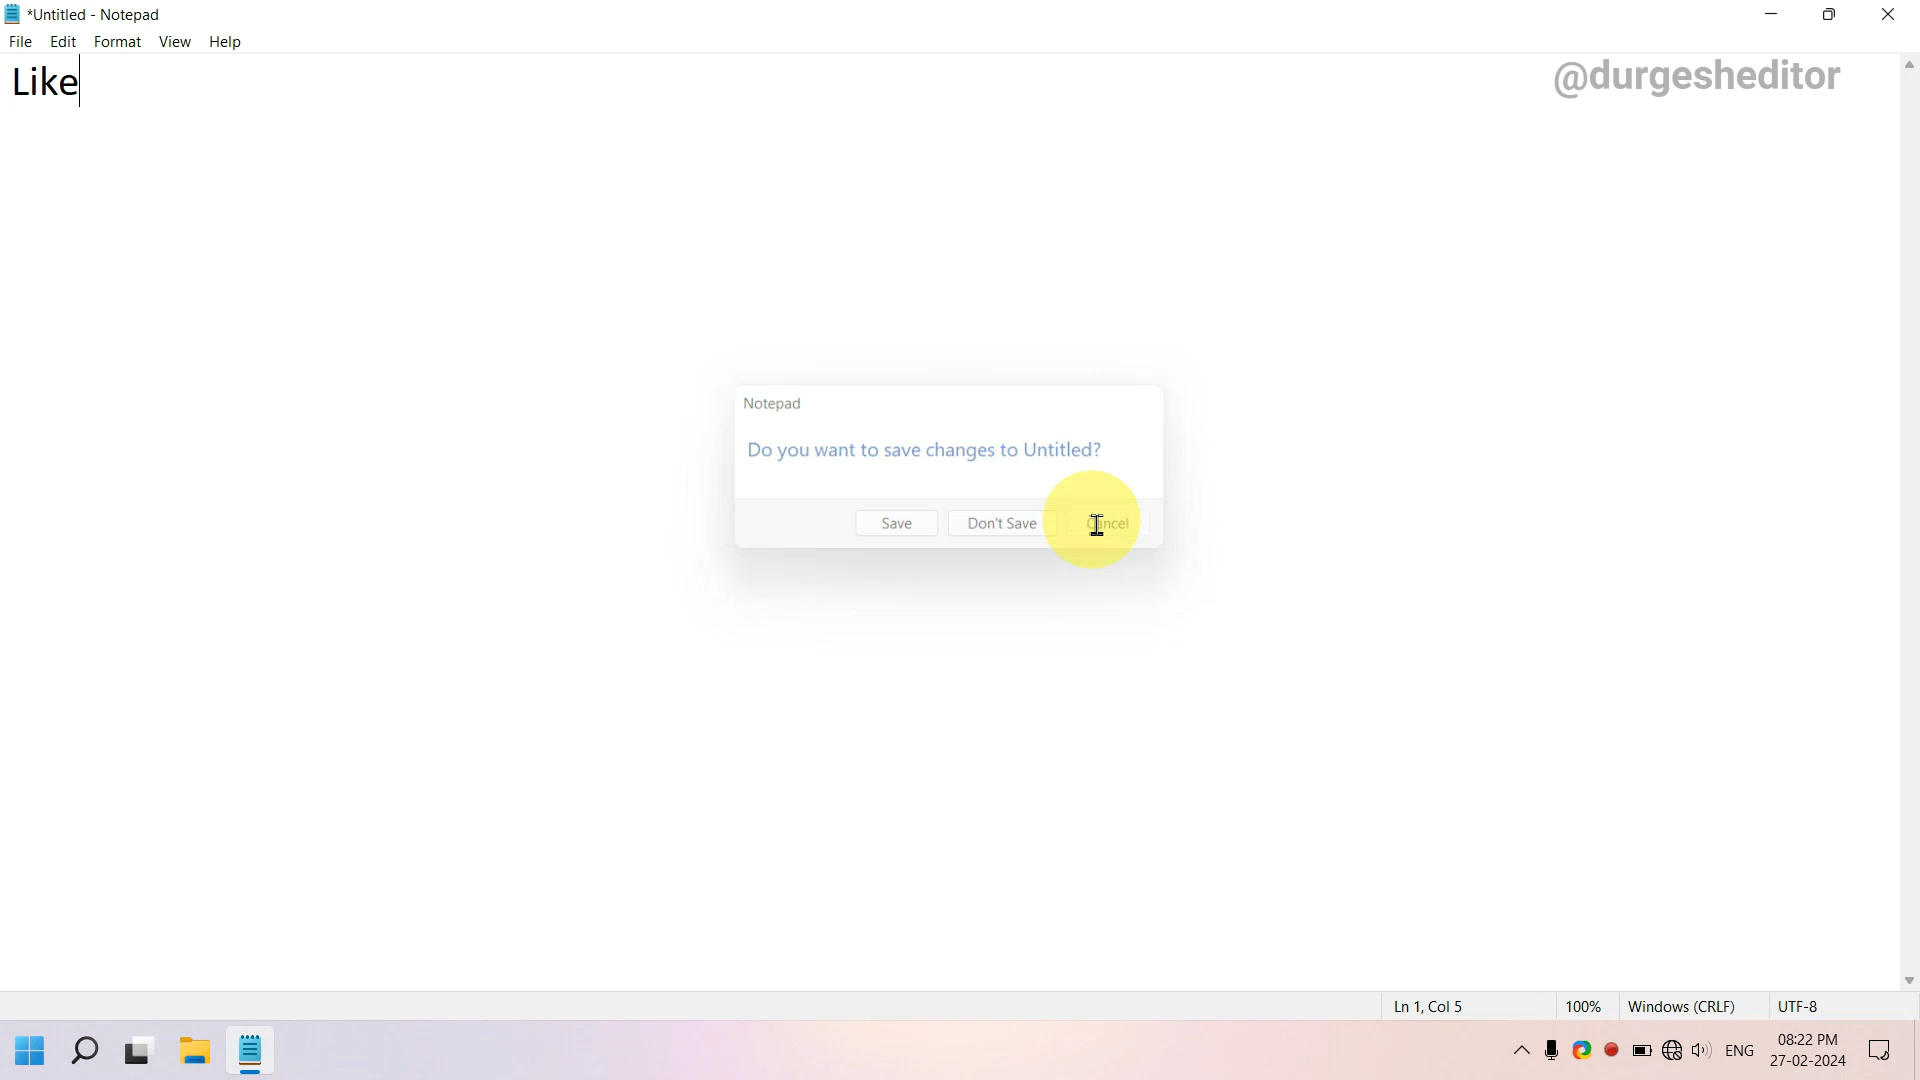 *Untitled - Notepad
File Edit Format View Help
Like
@durgesheditor
Notepad
Do you want to save changes to Untitled?
Save Don't Save Cancel
Ln 1, Col 5 100% Windows (CRLF) UTF-8
ENG 08:22 PM
27-02-2024